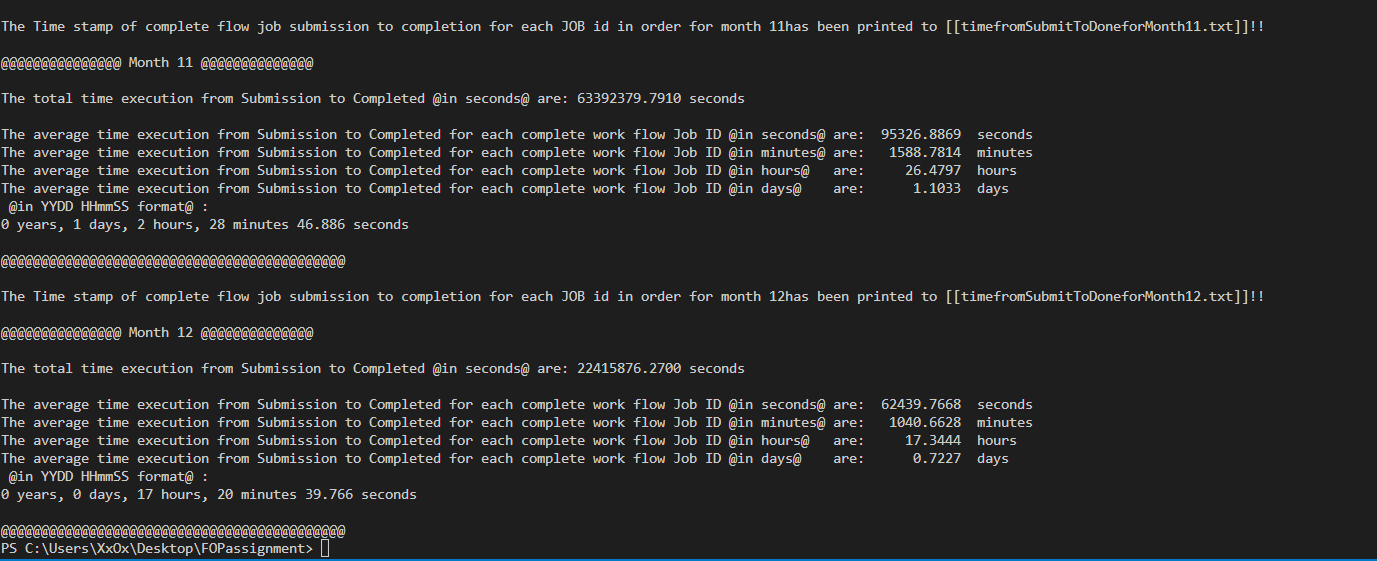 The Time stamp of complete flow job submission to completion for each JOB id in order for month 11has been printed to [[timefromSubmitToDoneforMonth11.txt]]!!
@@@@@@@@@@@@@@@ Month 11 @@@@@@@@@@@@@@
The total time execution from Submission to Completed @in seconds@ are: 63392379.7910 seconds
The average time execution from Submission to Completed for each complete work flow Job ID @in seconds@ are:  95326.8869  seconds
The average time execution from Submission to Completed for each complete work flow Job ID @in minutes@ are:   1588.7814  minutes
The average time execution from Submission to Completed for each complete work flow Job ID @in hours@   are:     26.4797  hours
The average time execution from Submission to Completed for each complete work flow Job ID @in days@    are:      1.1033  days
 @in YYDD HHmmSS format@ :
0 years, 1 days, 2 hours, 28 minutes 46.886 seconds
@@@@@@@@@@@@@@@@@@@@@@@@@@@@@@@@@@@@@@@@@@@
The Time stamp of complete flow job submission to completion for each JOB id in order for month 12has been printed to [[timefromSubmitToDoneforMonth12.txt]]!!
@@@@@@@@@@@@@@@ Month 12 @@@@@@@@@@@@@@
The total time execution from Submission to Completed @in seconds@ are: 22415876.2700 seconds
The average time execution from Submission to Completed for each complete work flow Job ID @in seconds@ are:  62439.7668  seconds
The average time execution from Submission to Completed for each complete work flow Job ID @in minutes@ are:   1040.6628  minutes
The average time execution from Submission to Completed for each complete work flow Job ID @in hours@   are:     17.3444  hours
The average time execution from Submission to Completed for each complete work flow Job ID @in days@    are:      0.7227  days
 @in YYDD HHmmSS format@ :
0 years, 0 days, 17 hours, 20 minutes 39.766 seconds
@@@@@@@@@@@@@@@@@@@@@@@@@@@@@@@@@@@@@@@@@@@
PS C:\Users\XxOx\Desktop\FOPassignment>